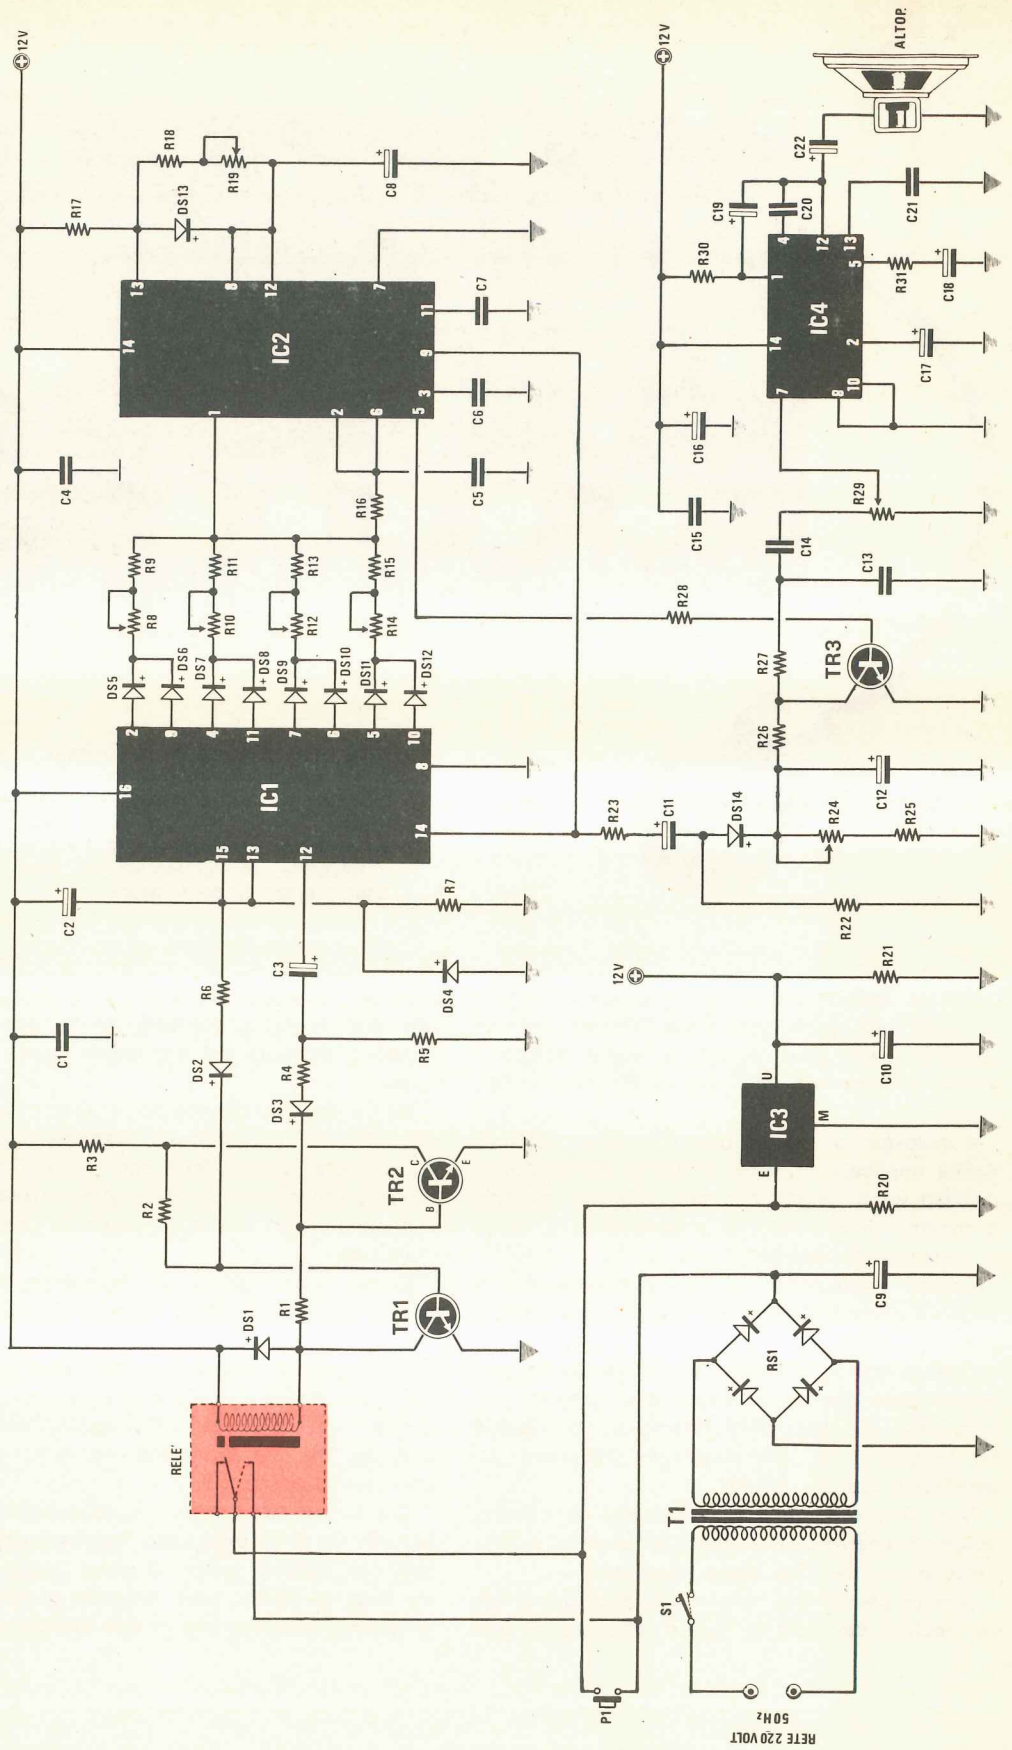 12V
R17
R18
R19
DS13
C8
13
8
12
7
14
IC2
11
9
3
5
1
2
6
C7
C6
C5
C4
R16
R9
R8
R11
R10
R13
R12
R15
R14
DS5
DS6
DS7
DS8
DS9
DS10
DS11
DS12
2
9
4
11
7
6
5
10
16
IC1
8
14
15
13
12
C2
R7
R6
C3
DS4
C1
DS2
R4
R5
DS3
R3
R2
TR2
B
C
E
R1
TR1
DS1
RELE'
12V
ALTOP.
C22
C19
C20
C21
R30
4
12
13
1
5
14
IC4
2
7
8
10
R31
C18
C17
C16
C15
R29
C14
C13
R28
R27
TR3
R26
C12
R24
R25
R23
C11
DS14
R22
12V
R21
C10
U
IC3
M
E
R20
C9
RS1
T1
S1
P1
RETE 220 VOLT
50Hz